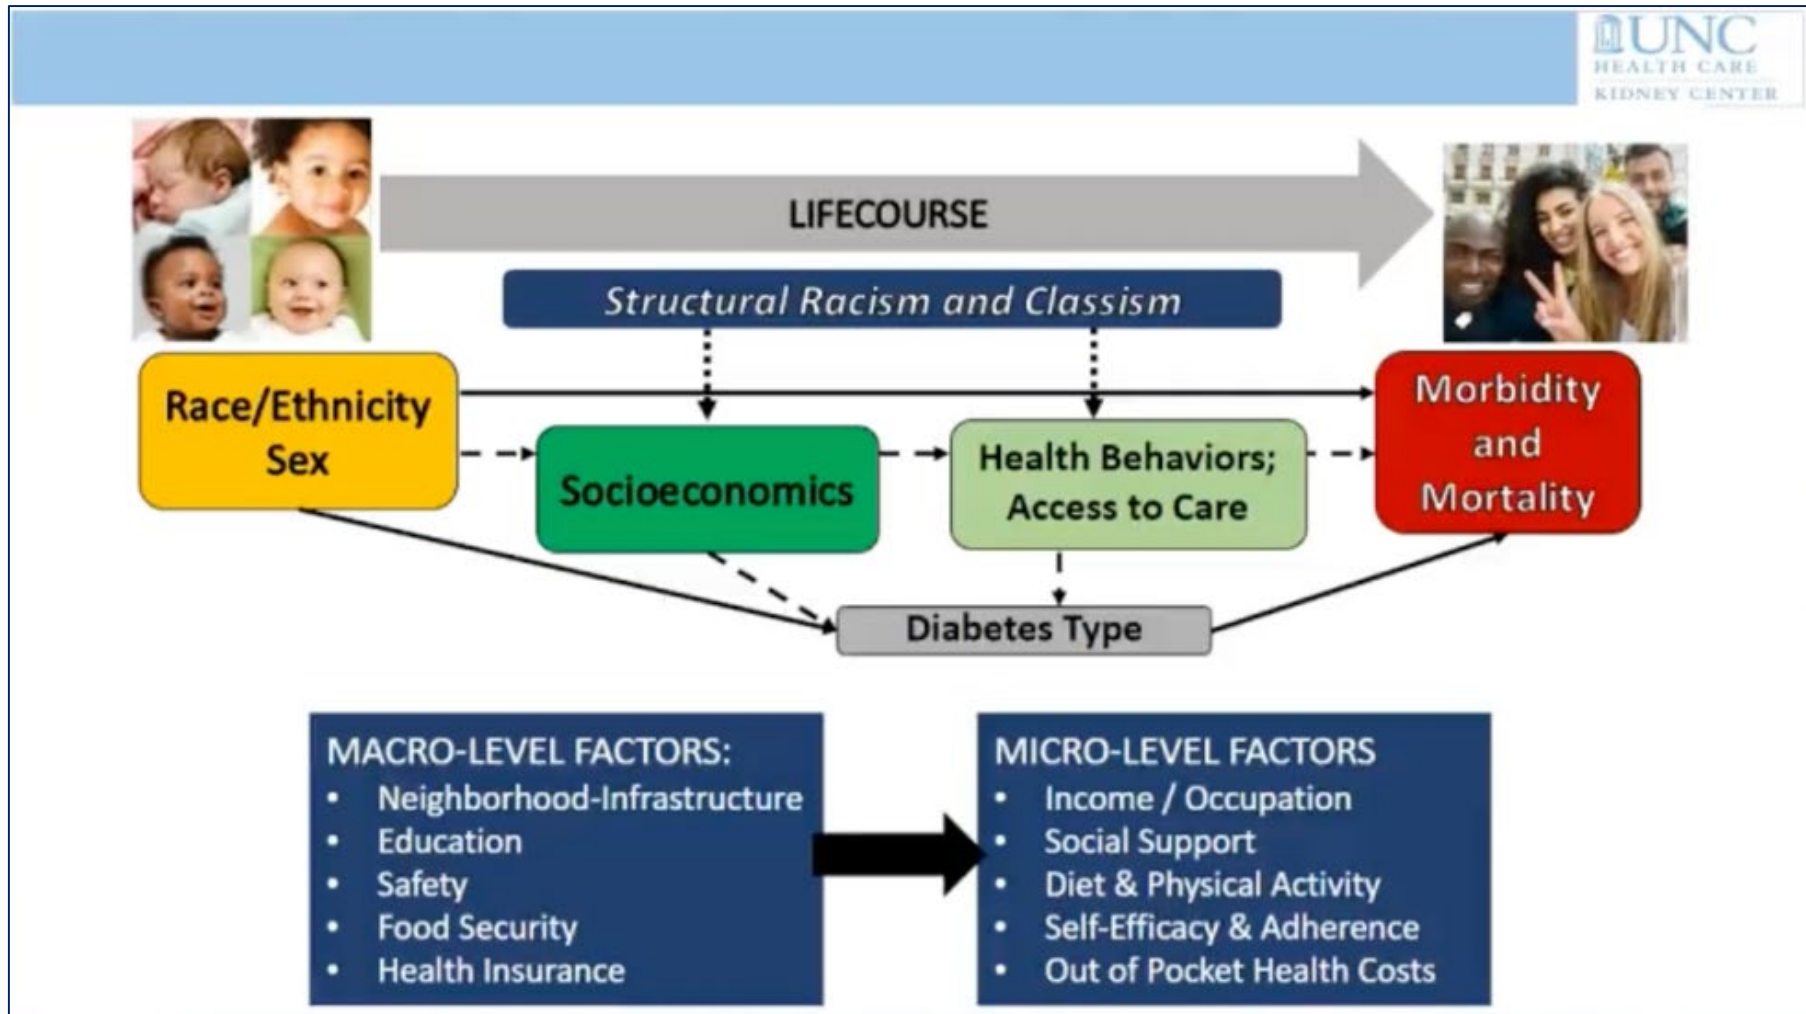 UNC
HEALTH CARE
KIDNEY CENTER
LIFECOURSE
Structural Racism and Classism
Race/Ethnicity
Sex
Socioeconomics
Health Behaviors;
Access to Care
Morbidity
and
Mortality
Diabetes Type
MACRO-LEVEL FACTORS:
• Neighborhood-Infrastructure
• Education
• Safety
• Food Security
• Health Insurance
MICRO-LEVEL FACTORS
• Income / Occupation
• Social Support
• Diet & Physical Activity
• Self-Efficacy & Adherence
• Out of Pocket Health Costs